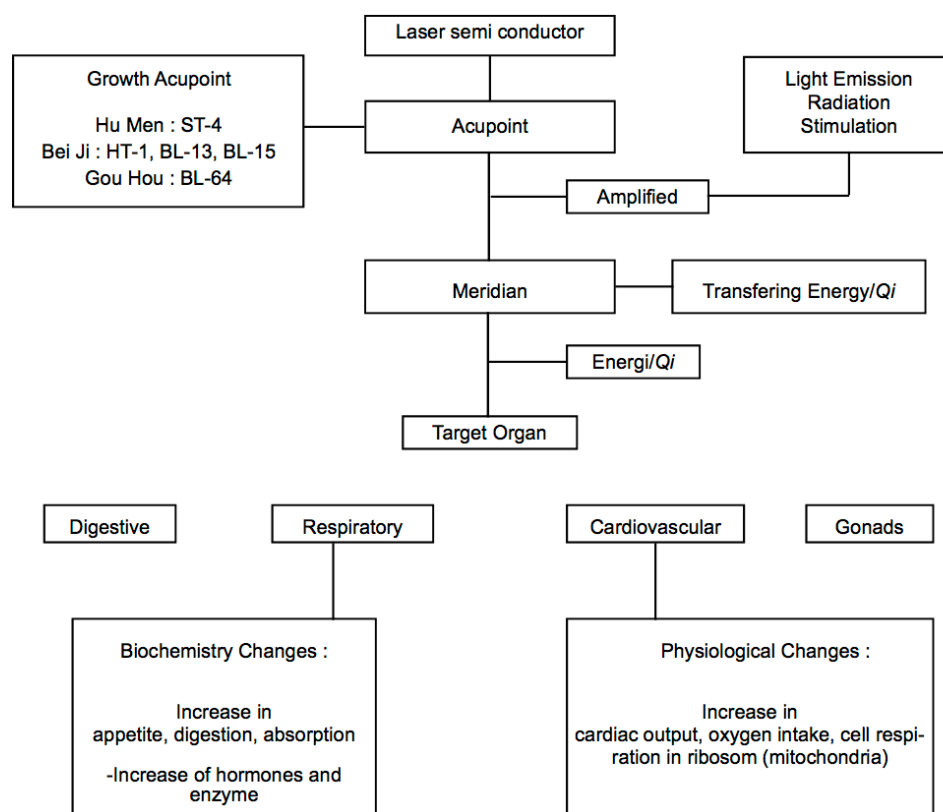 Laser semi conductor
Growth Acupoint
Hu Men : ST-4
Bei Ji : HT-1, BL-13, BL-15
Gou Hou : BL-64
Acupoint
Light Emission
Radiation
Stimulation
Amplified
Meridian
Transfering Energy/Qi
Energi/Qi
Target Organ
Digestive
Respiratory
Cardiovascular
Gonads
Biochemistry Changes :
Increase in
appetite, digestion, absorption
-Increase of hormones and
enzyme
Physiological Changes :
Increase in
cardiac output, oxygen intake, cell respi-
ration in ribosom (mitochondria)